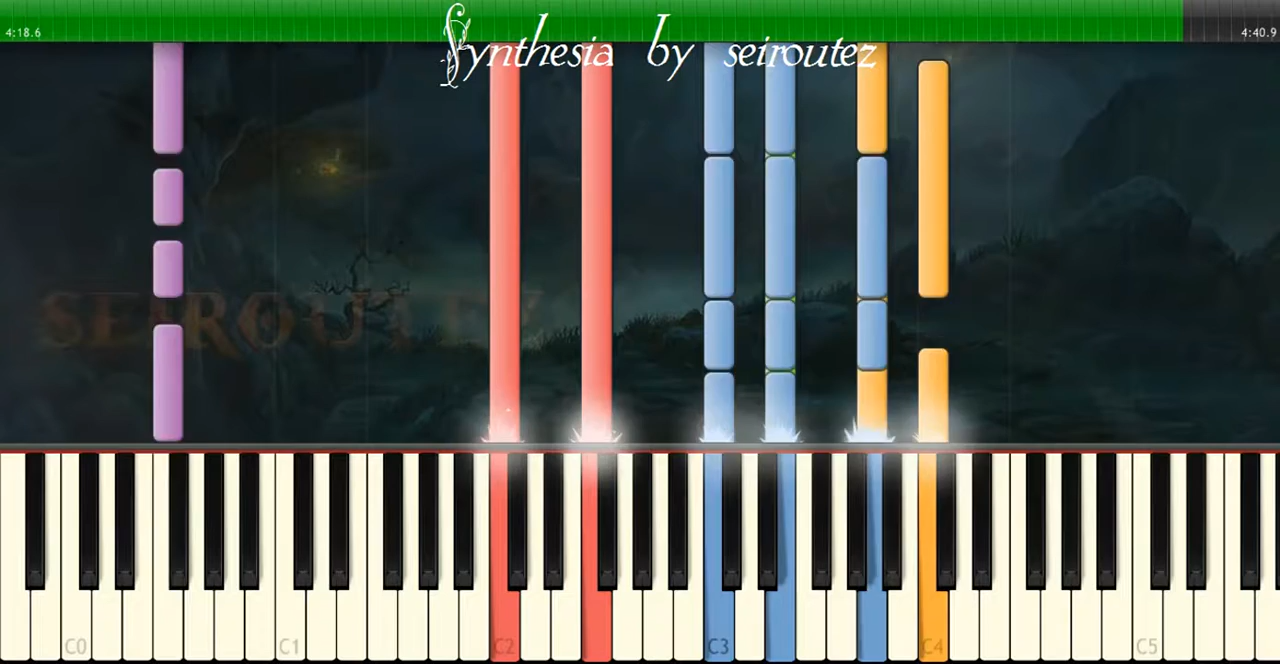 Synthesia by seiroutez
4:18.6
4:40.9
SEIROUTEZ
C0
C1
C2
C3
C4
C5